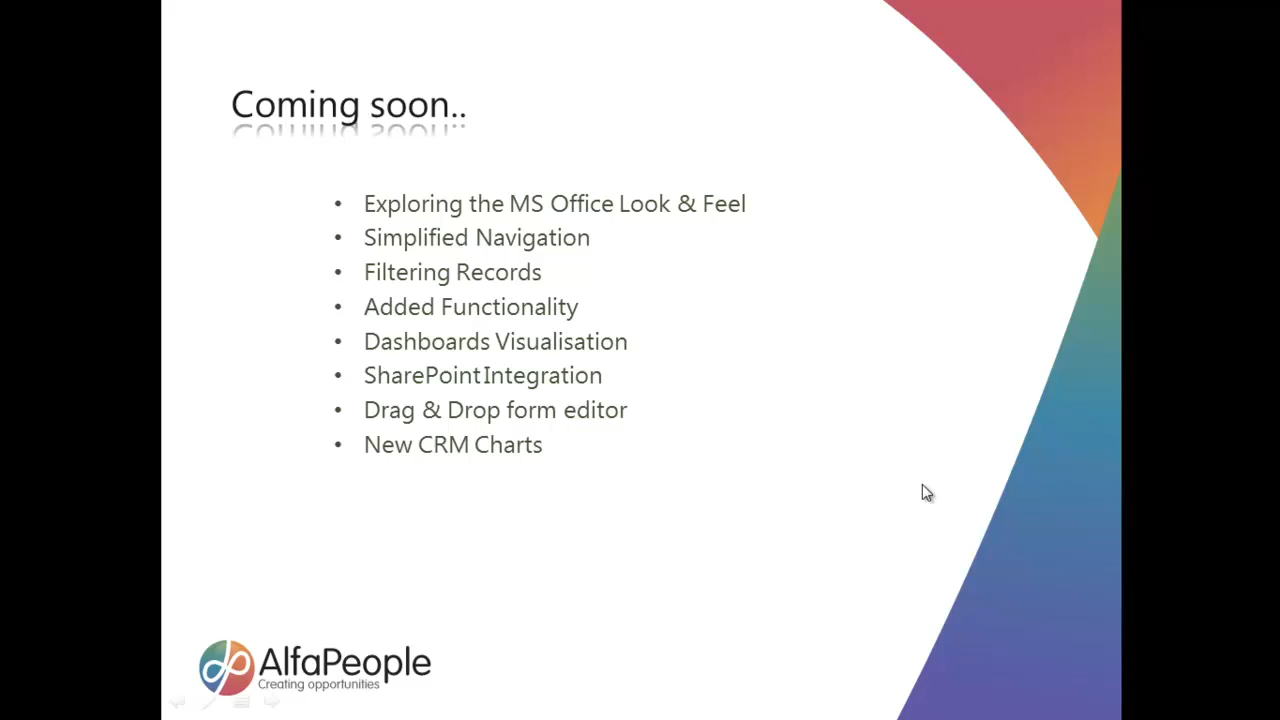 Coming soon..
• Exploring the MS Office Look & Feel
• Simplified Navigation
• Filtering Records
• Added Functionality
• Dashboards Visualisation
• SharePoint Integration
• Drag & Drop form editor
• New CRM Charts
AlfaPeople
Creating opportunities